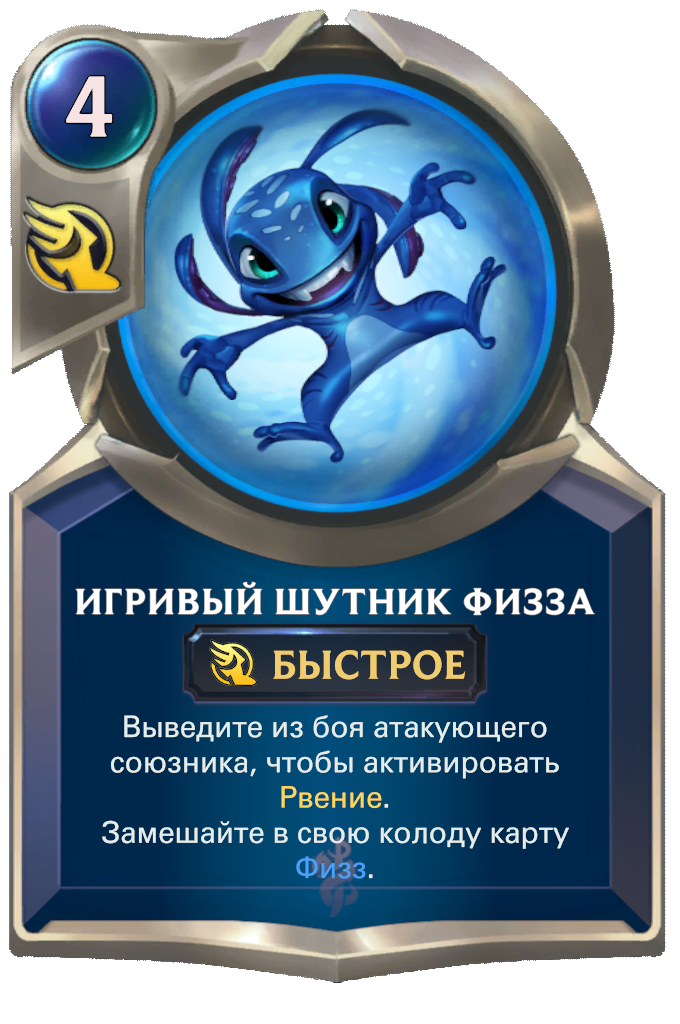 4
ИГРИВЫЙ ШУТНИК ФИЗЗА
БЫСТРОЕ
Выведите из боя атакующего
союзника, чтобы активировать
Рвение.
Замешайте в свою колоду карту
Физз.